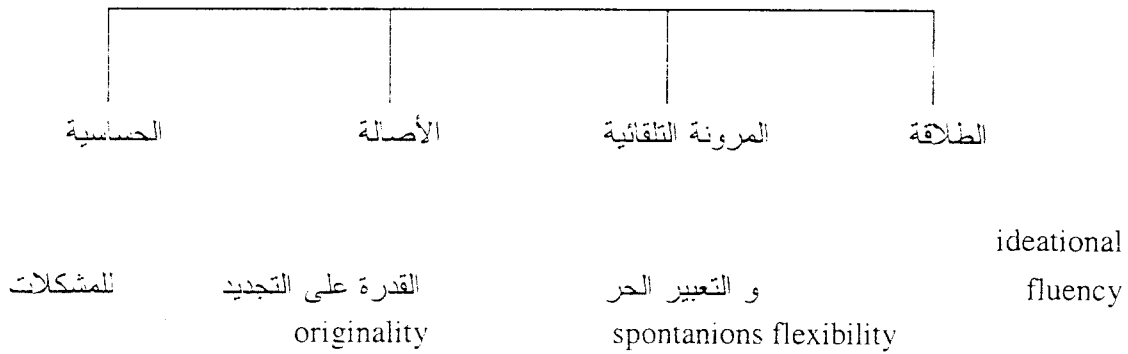 الطلاقة المرونة التلقائية الأصالة الحساسية
ideational
fluency و التعبير الحر القدرة على التجديد للمشكلات
spontanions flexibility originality